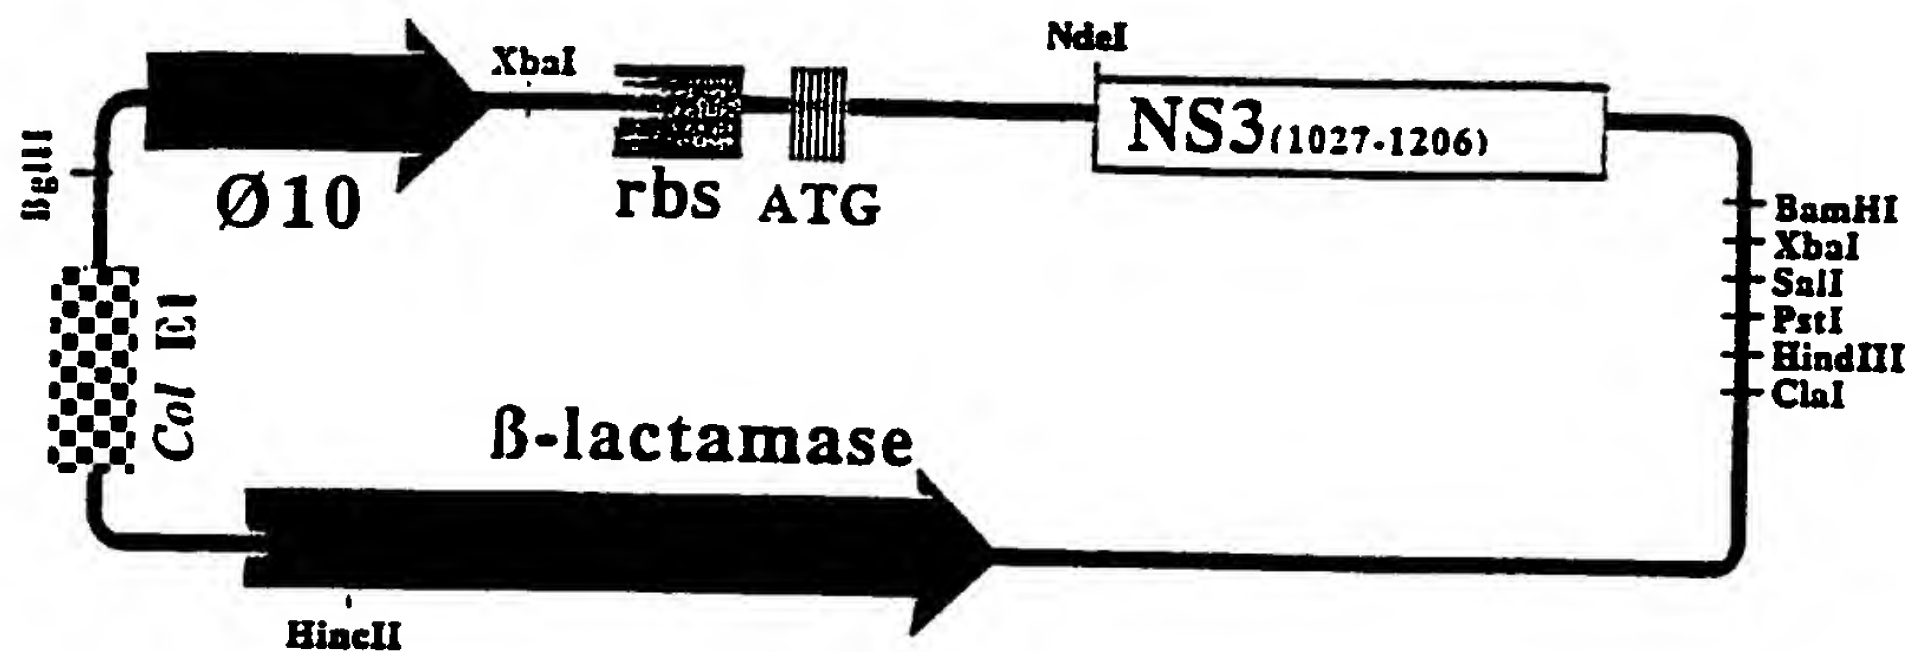 NdeI
XbaI
NS3(1027-1206)
BglII
Ø10
rbs
ATG
BamHI
XbaI
SalI
PstI
HindIII
ClaI
Col E1
ß-lactamase
HincII